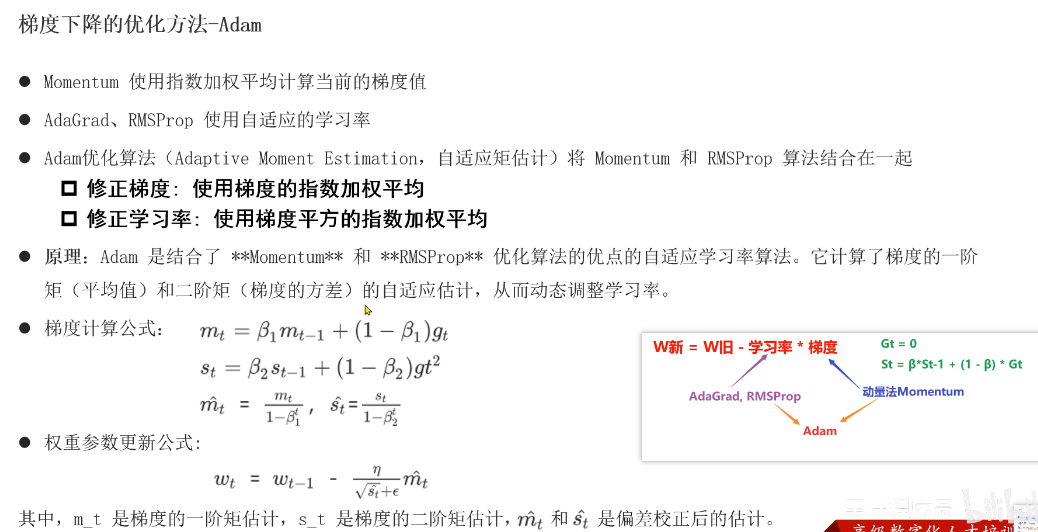 梯度下降的优化方法-Adam
● Momentum 使用指数加权平均计算当前的梯度值
● AdaGrad、RMSProp 使用自适应的学习率
● Adam优化算法（Adaptive Moment Estimation，自适应矩估计）将 Momentum 和 RMSProp 算法结合在一起
❑ 修正梯度: 使用梯度的指数加权平均
❑ 修正学习率: 使用梯度平方的指数加权平均
● 原理: Adam 是结合了 **Momentum** 和 **RMSProp** 优化算法的优点的自适应学习率算法。它计算了梯度的一阶
矩（平均值）和二阶矩（梯度的方差）的自适应估计，从而动态调整学习率。
● 梯度计算公式:
m_t = β_1 m_{t−1} + (1 − β_1)g_t
s_t = β_2 s_{t−1} + (1 − β_2)gt^2
m̂_t = m_t / (1−β_1^t) , ŝ_t = s_t / (1−β_2^t)
W新 = W旧 - 学习率 * 梯度
Gt = 0
St = β*St-1 + (1 - β) * Gt
AdaGrad, RMSProp
动量法Momentum
Adam
● 权重参数更新公式:
w_t = w_{t−1} - η / (√ŝ_t + ϵ) m̂_t
其中，m_t 是梯度的一阶矩估计，s_t 是梯度的二阶矩估计，m̂_t 和 ŝ_t 是偏差校正后的估计。
高级数字化人才培训